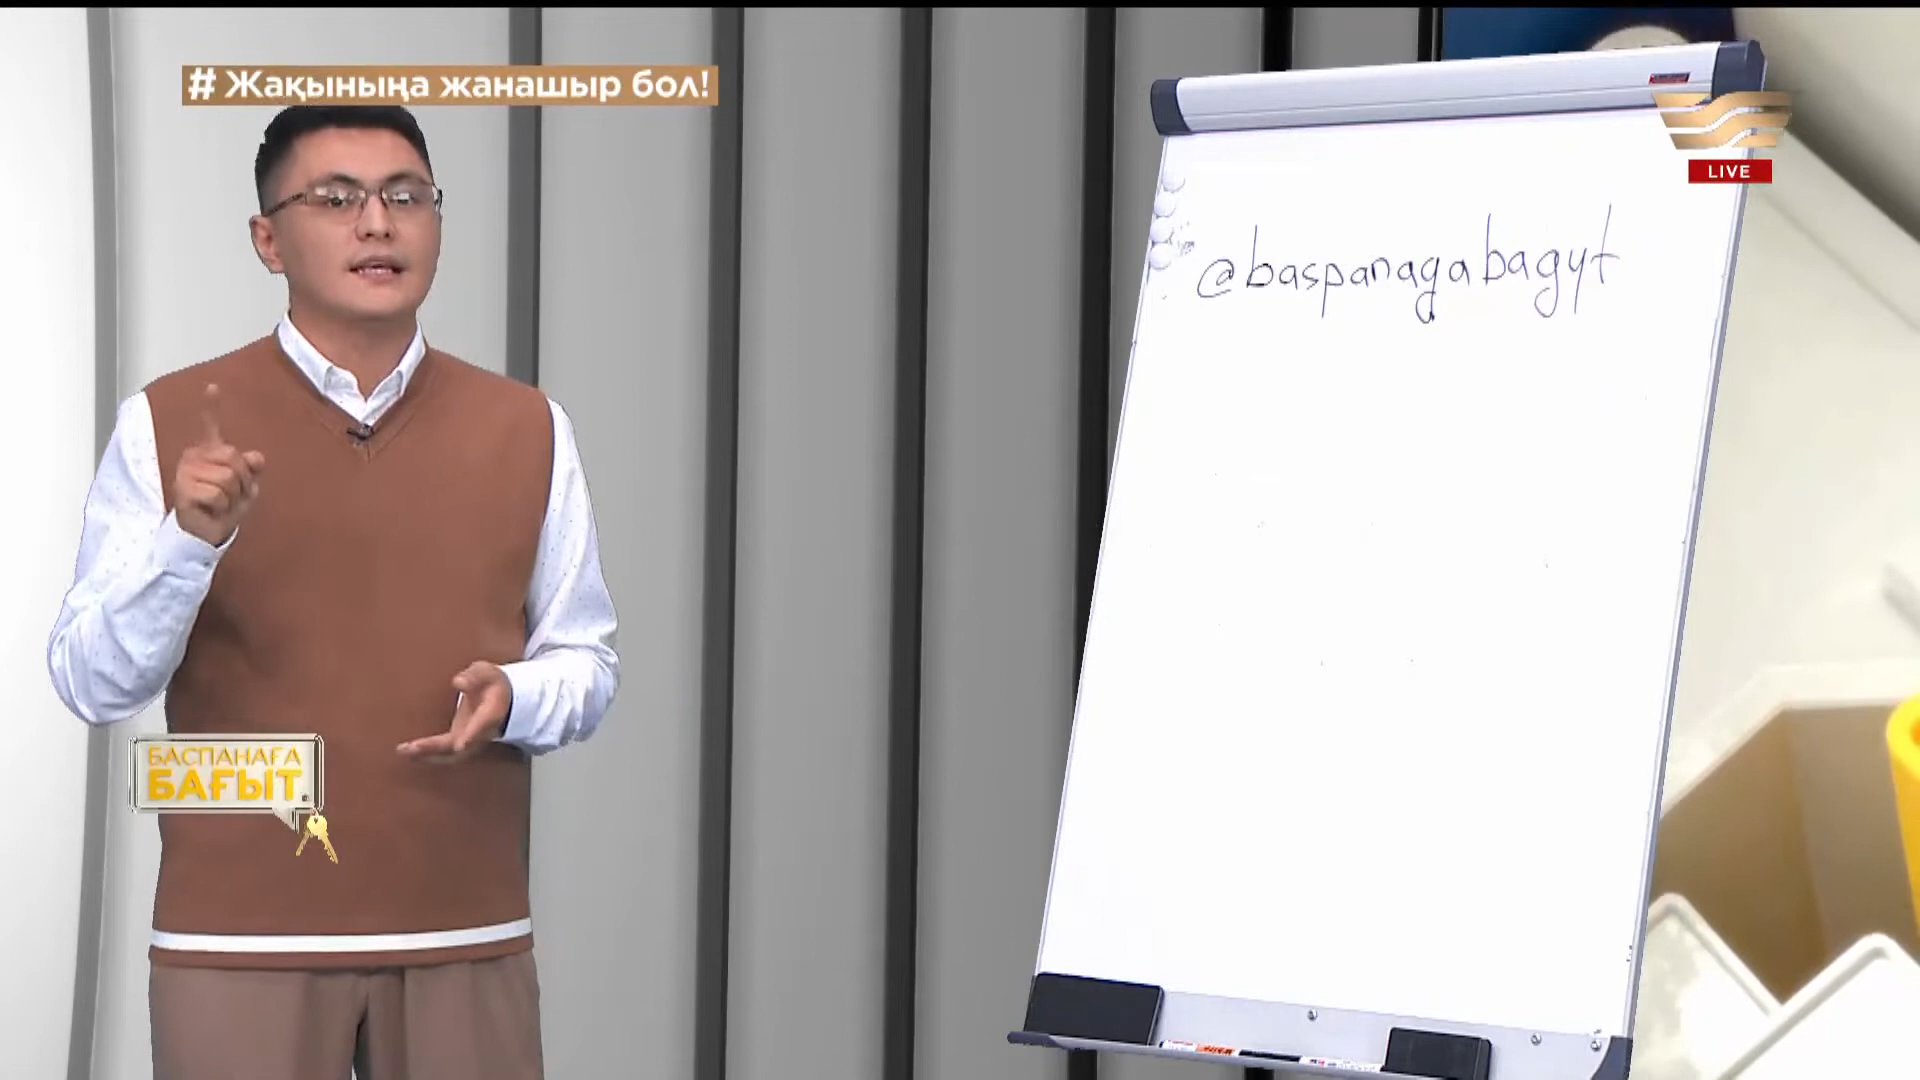 # Жақыныңа жанашыр бол!
LIVE
@baspanagabagyt
БАСПАНАҒА
БАҒЫТ.